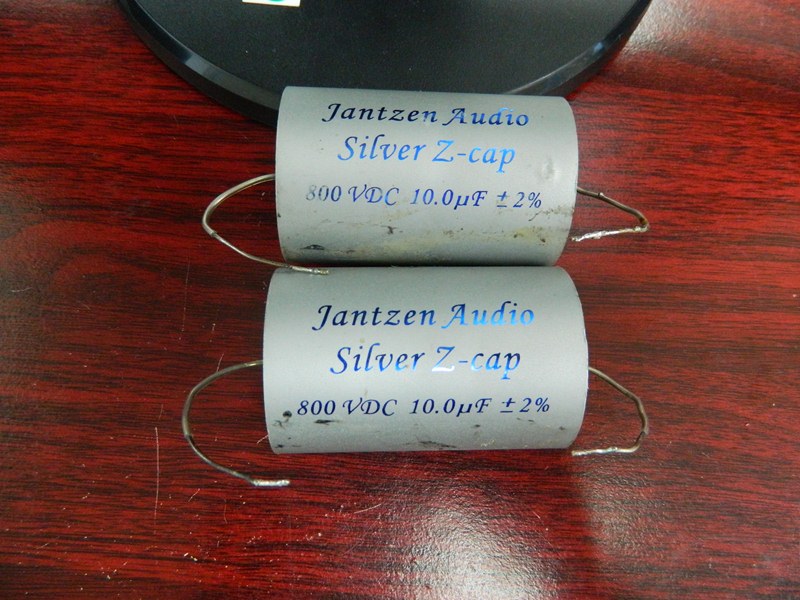 Jantzen Audio
Silver Z-cap
800 VDC 10.0µF ±2%
Jantzen Audio
Silver Z-cap
800 VDC 10.0µF ±2%